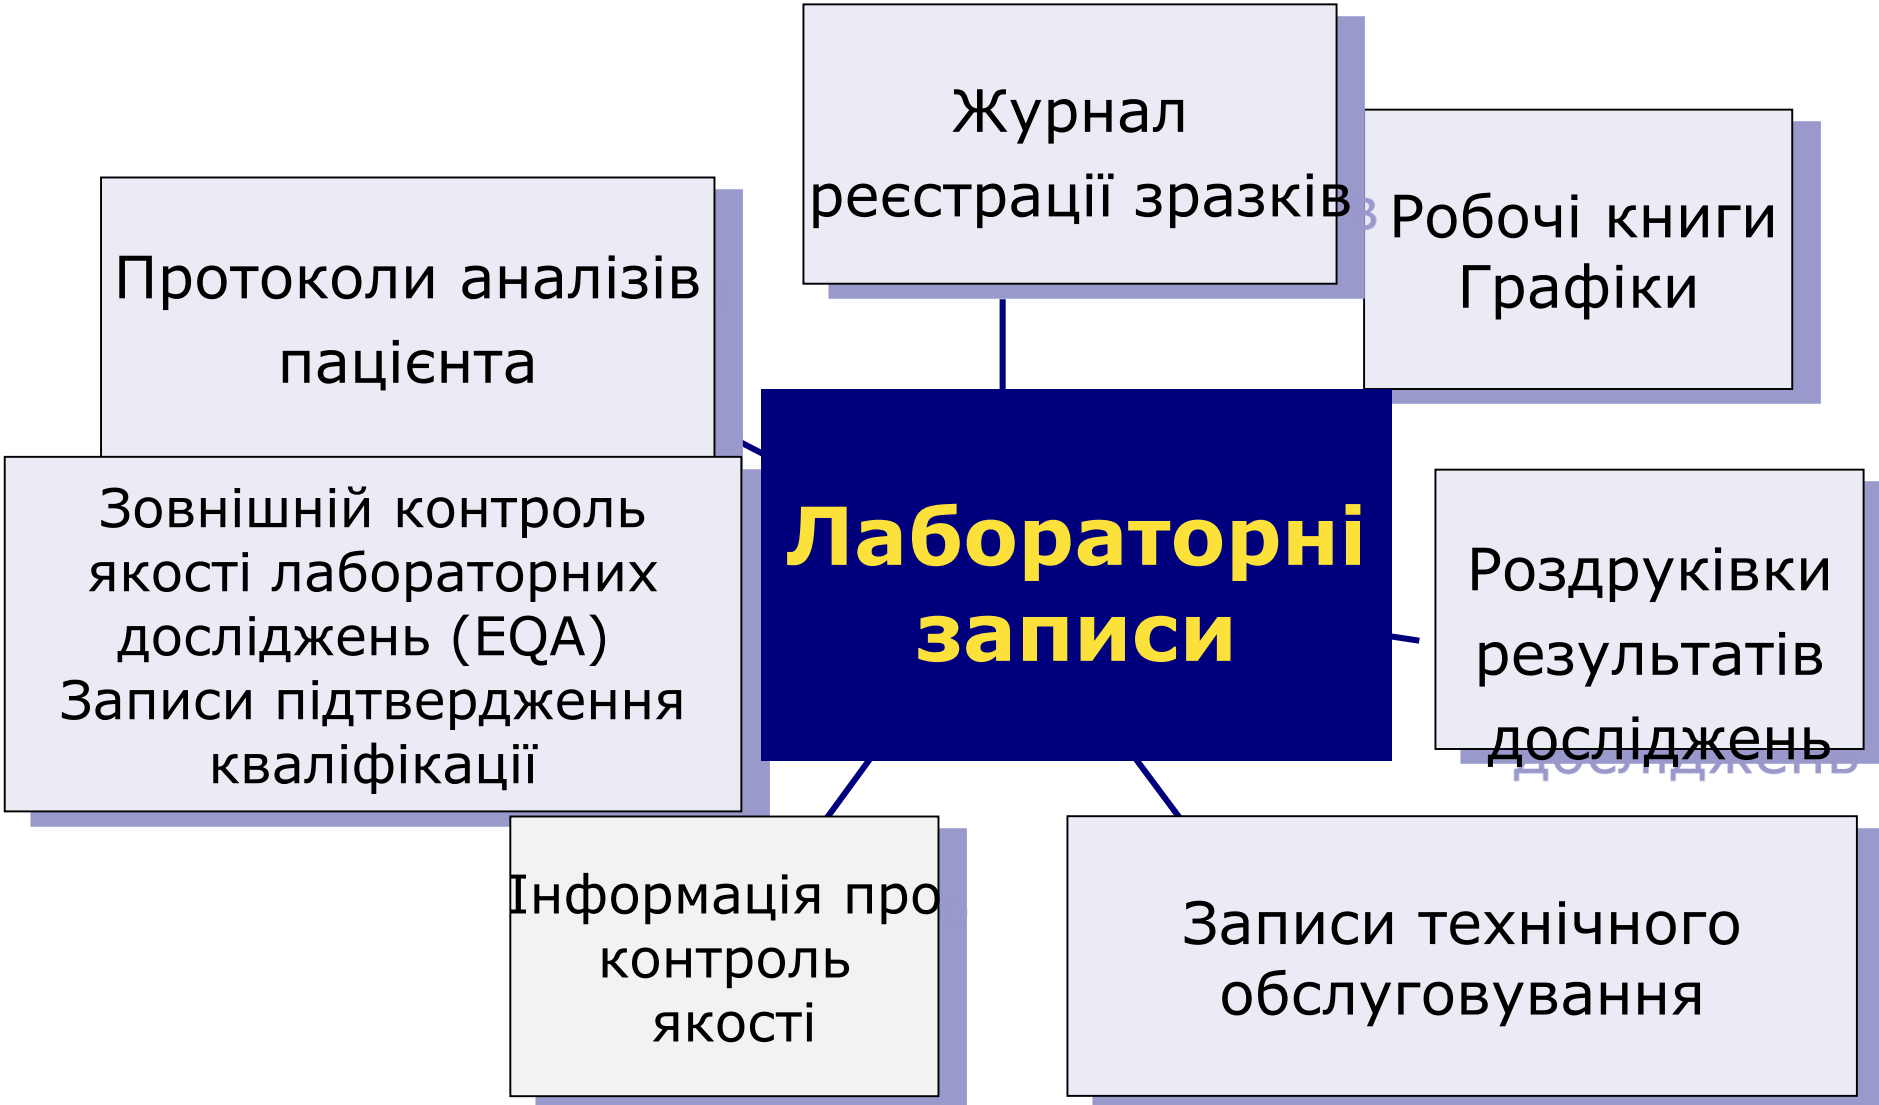 Журнал
реєстрації зразків
Робочі книги
Графіки
Протоколи аналізів
пацієнта
Лабораторні
записи
Зовнішній контроль
якості лабораторних
досліджень (EQA)
Записи підтвердження
кваліфікації
Роздруківки
результатів
досліджень
Інформація про
контроль
якості
Записи технічного
обслуговування